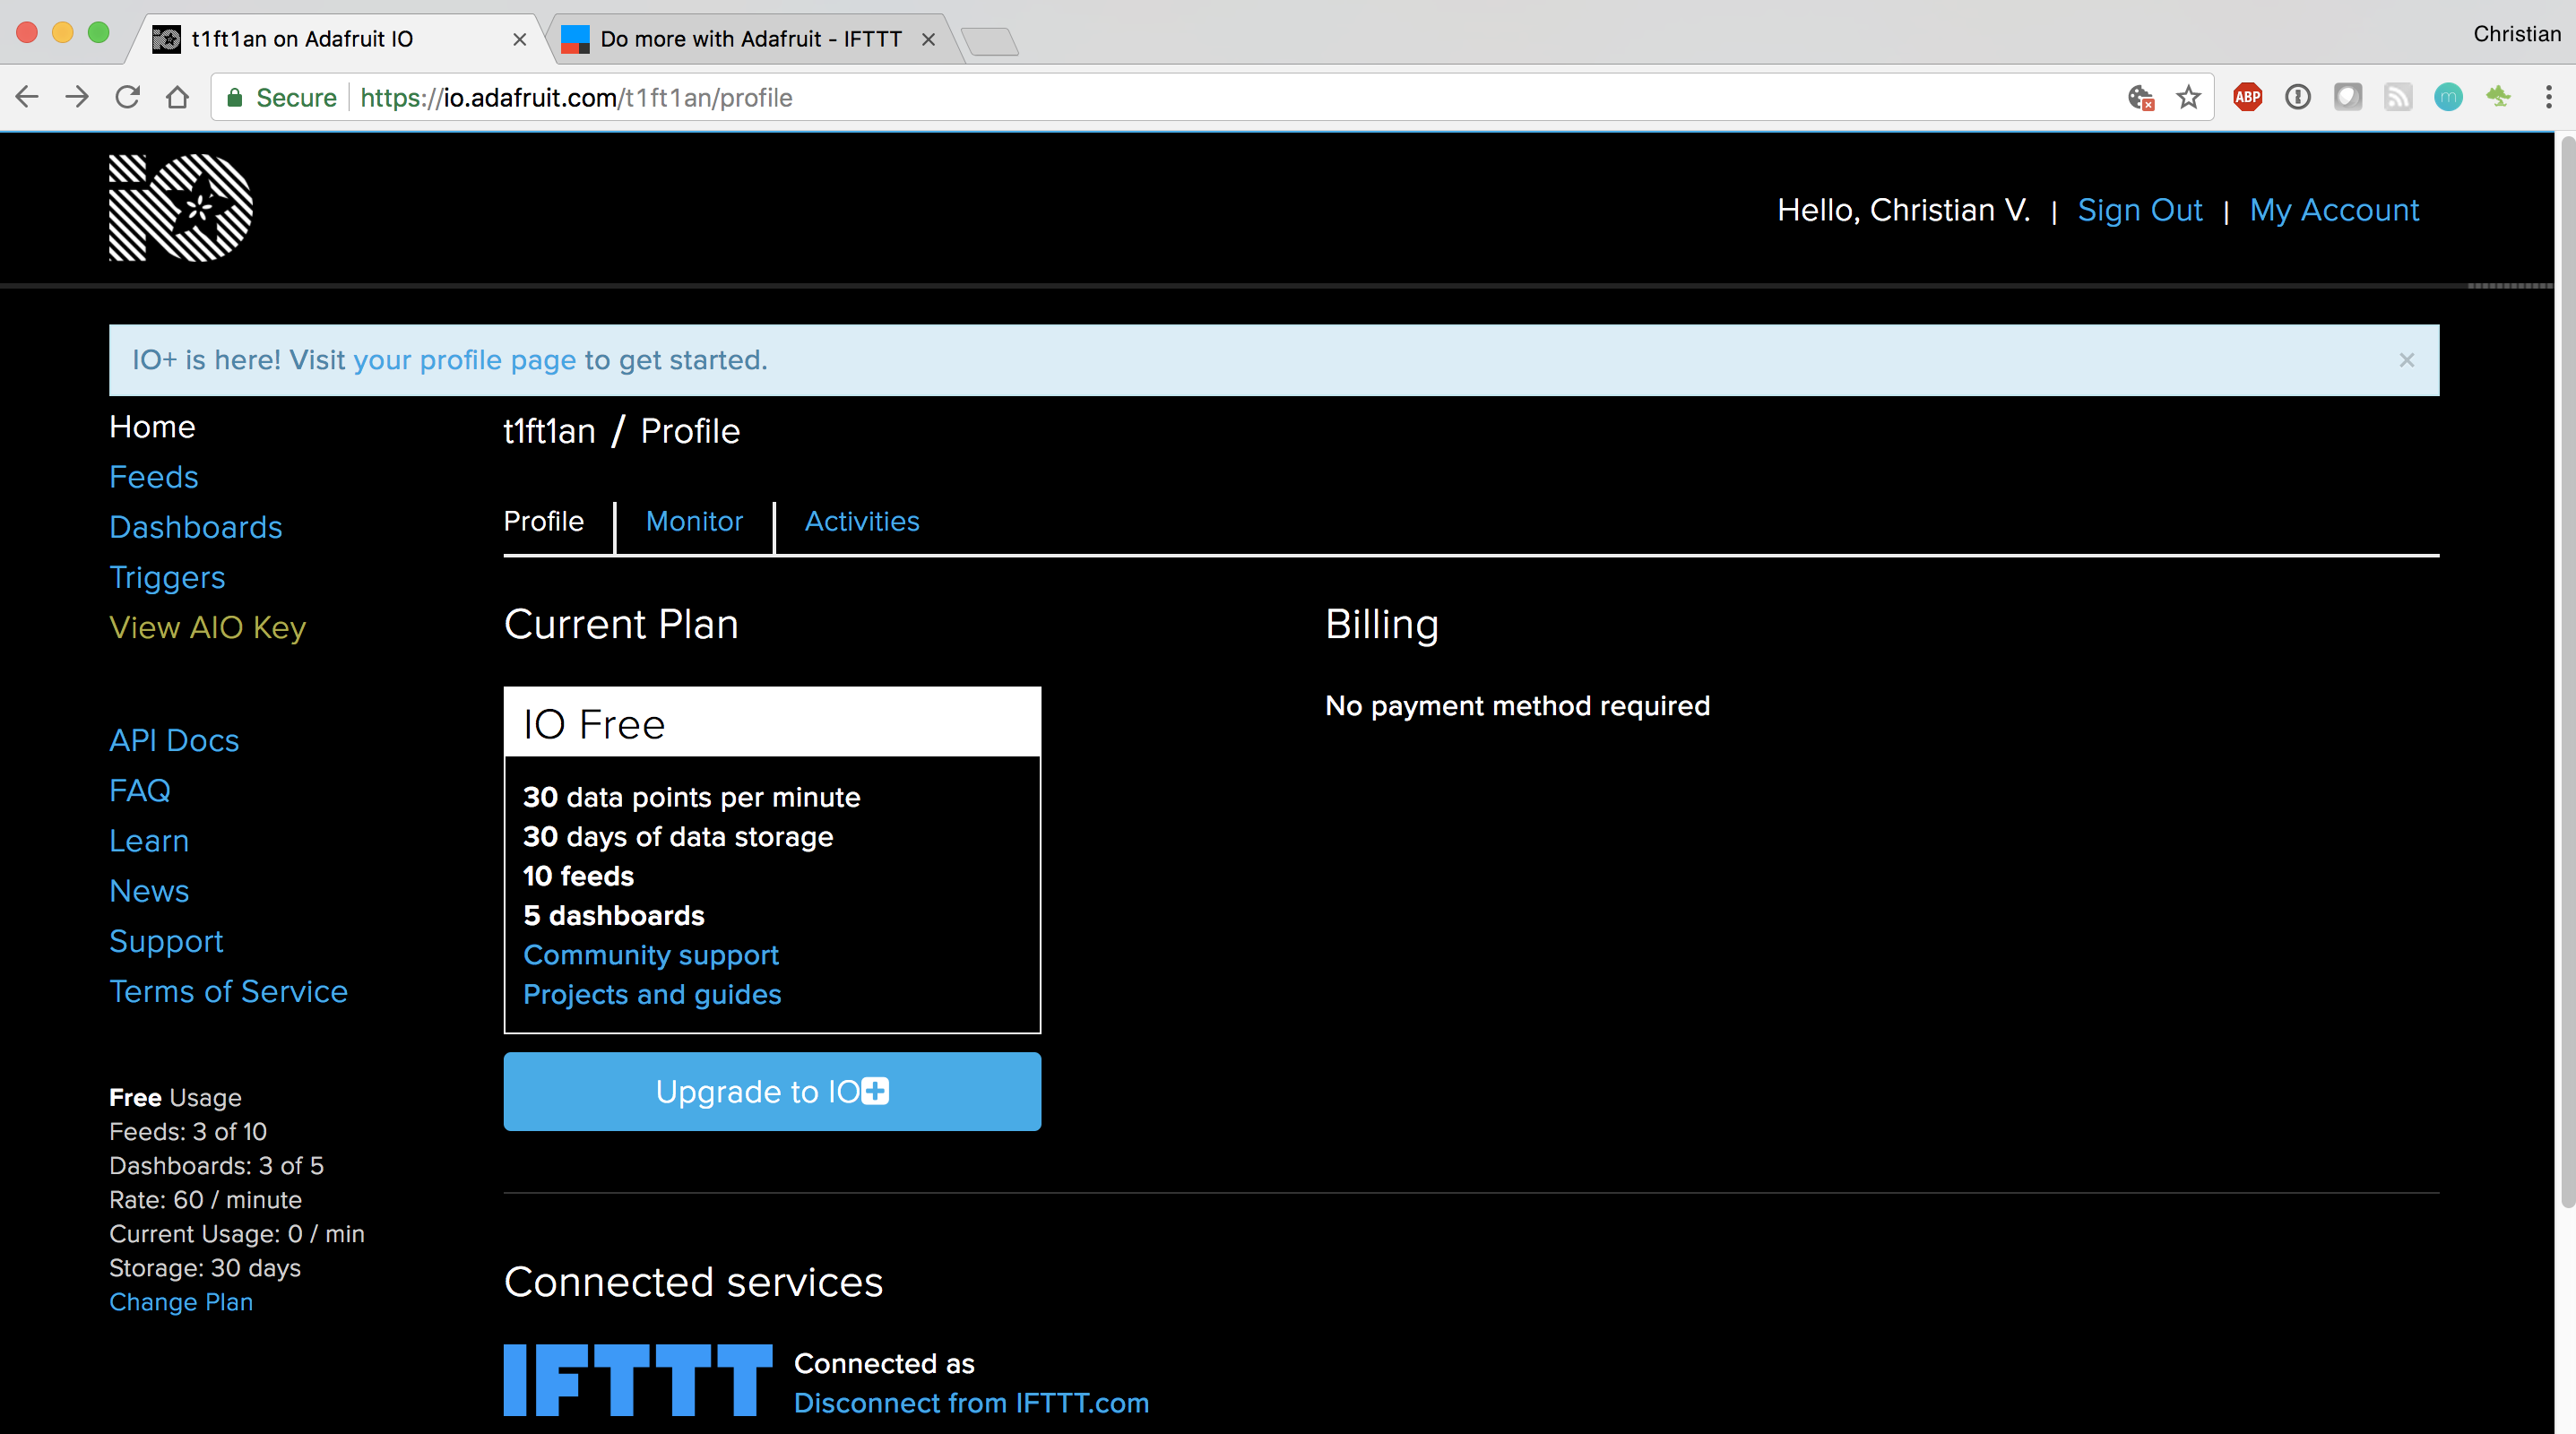 t1ft1an on Adafruit IO
Do more with Adafruit - IFTTT
Christian
Secure
https://io.adafruit.com/t1ft1an/profile
ABP
m
IO
Hello, Christian V. | Sign Out | My Account
IO+ is here! Visit your profile page to get started.
×
Home
Feeds
Dashboards
Triggers
View AIO Key
API Docs
FAQ
Learn
News
Support
Terms of Service
Free Usage
Feeds: 3 of 10
Dashboards: 3 of 5
Rate: 60 / minute
Current Usage: 0 / min
Storage: 30 days
Change Plan
t1ft1an / Profile
Profile
Monitor
Activities
Current Plan
IO Free
30 data points per minute
30 days of data storage
10 feeds
5 dashboards
Community support
Projects and guides
Upgrade to IO+
Billing
No payment method required
Connected services
IFTTT
Connected as
Disconnect from IFTTT.com